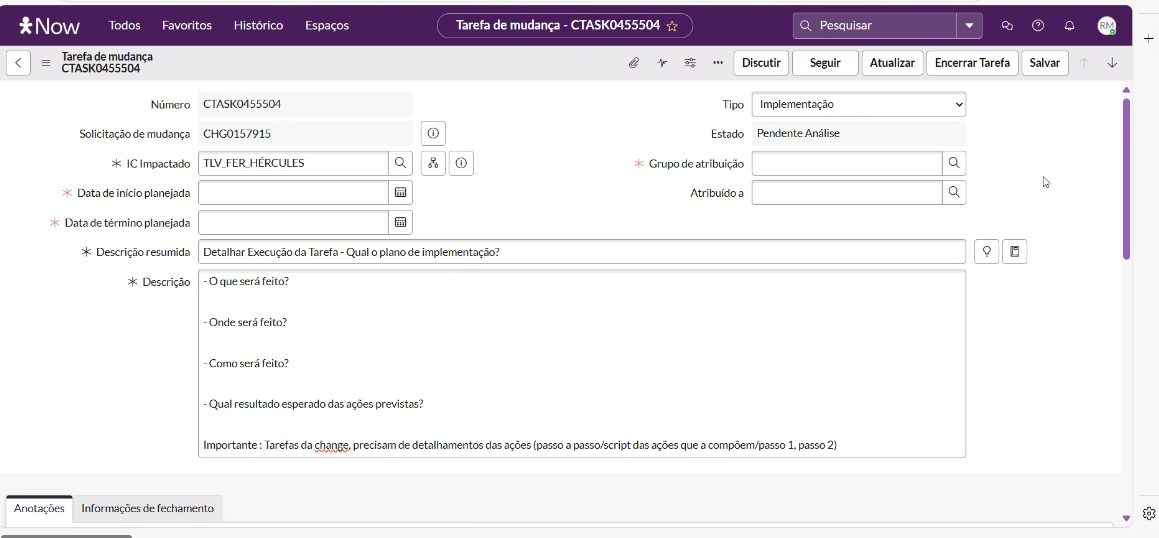 Now Todos Favoritos Histórico Espaços Tarefa de mudança - CTASK0455504 Pesquisar RM
Tarefa de mudança
CTASK0455504
Discutir Seguir Atualizar Encerrar Tarefa Salvar
Número CTASK0455504 Tipo Implementação
Solicitação de mudança CHG0157915 Estado Pendente Análise
IC Impactado TLV_FER_HÉRCULES Grupo de atribuição
Data de início planejada Atribuído a
Data de término planejada
Descrição resumida Detalhar Execução da Tarefa - Qual o plano de implementação?
Descrição - O que será feito?
- Onde será feito?
- Como será feito?
- Qual resultado esperado das ações previstas?
Importante : Tarefas da change, precisam de detalhamentos das ações (passo a passo/script das ações que a compõem/passo 1, passo 2)
Anotações Informações de fechamento